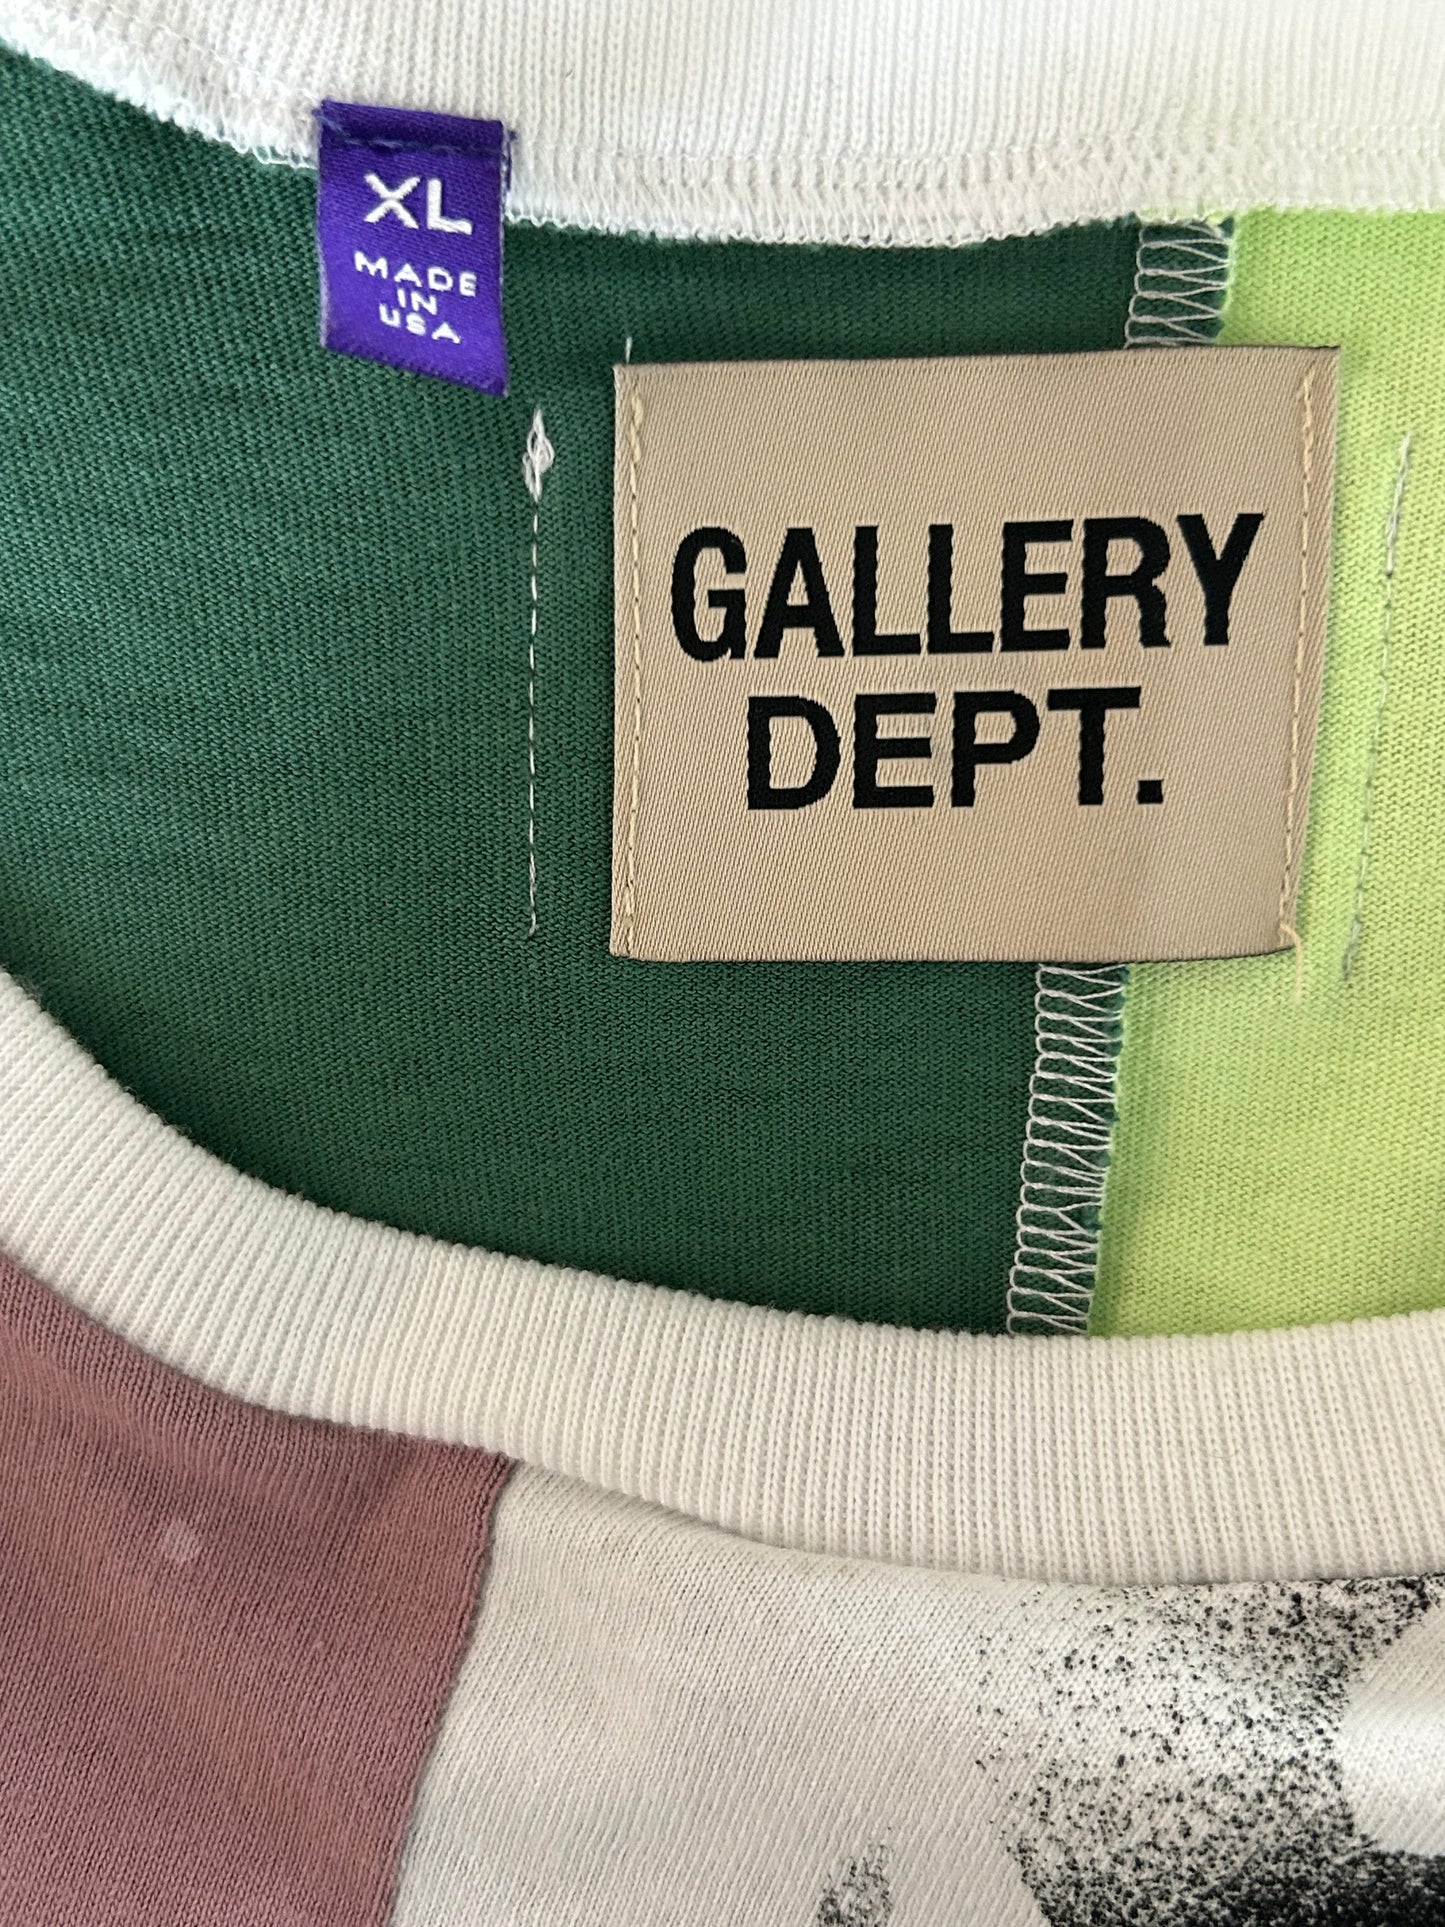 XL
MADE
IN
USA
GALLERY
DEPT.